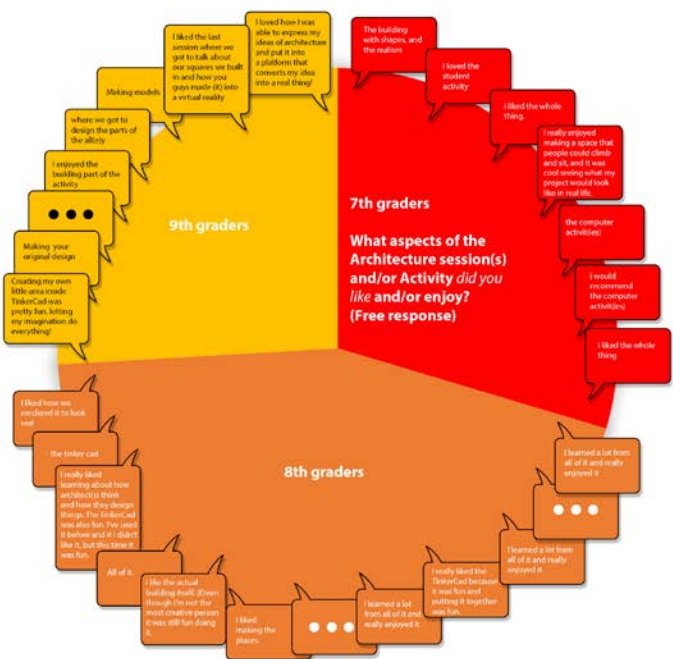 I loved how I was
able to express my
ideas of architecture
and put it into
a platform that
converts my idea
into a real thing!
I liked the last
session where we
got to talk about
our squares we built
in and how you
guys made (it) into
a virtual reality
Making models
where we got to
design the parts of
the all(e)y
I enjoyed the
building part of the
activity
Making your
original design
Creating my own
little area inside
TinkerCad was
pretty fun, letting
my imagination do
everything!
9th graders
The building
with shapes, and
the realism
I loved the
student
activity
i liked the whole
thing.
I really enjoyed
making a space that
people could climb
and sit, and it was
cool seeing what my
project would look
like in real life.
the computer
activit(ies)
i would
recommend
the computer
activit(ies)
i liked the whole
thing
7th graders
What aspects of the
Architecture session(s)
and/or Activity did you
like and/or enjoy?
(Free response)
8th graders
I learned a lot from
all of it and really
enjoyed it
I learned a lot from
all of it and really
enjoyed it
I really liked the
TinkerCad because
it was fun and
putting it together
was fun.
I learned a lot
from all of it and
really enjoyed it
I liked
making the
places
i like the actual
building itself. (E)ven
though i'm not the
most creative person
it was still fun doing
it.
All of it.
I really liked
learning about how
architect(s) think
and how they design
things. The TinkerCad
was also fun. I've used
it before and it I didn't
like it, but this time it
was fun.
the tinker cad
I liked how we
rendered it to look
real